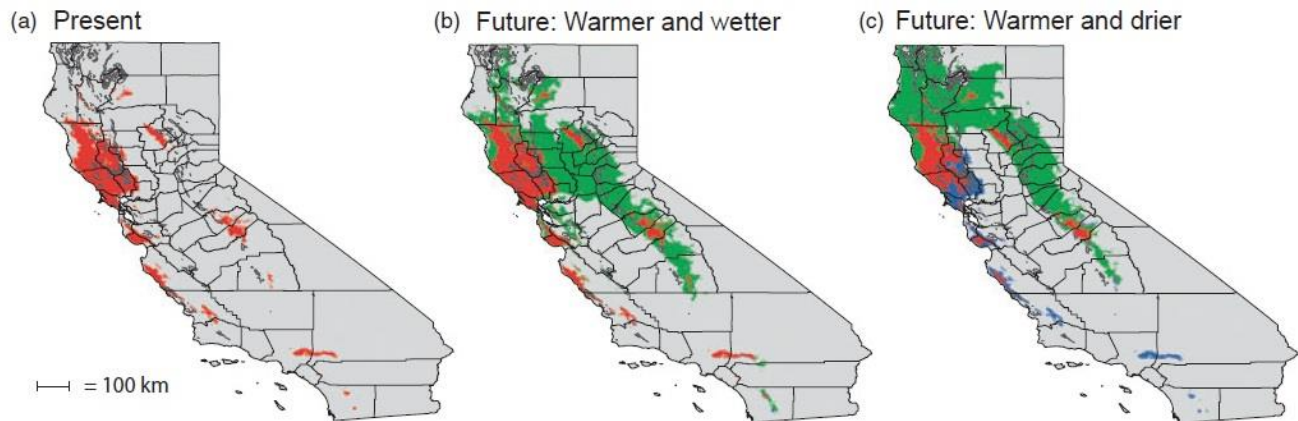 (a) Present
(b) Future: Warmer and wetter
(c) Future: Warmer and drier
= 100 km